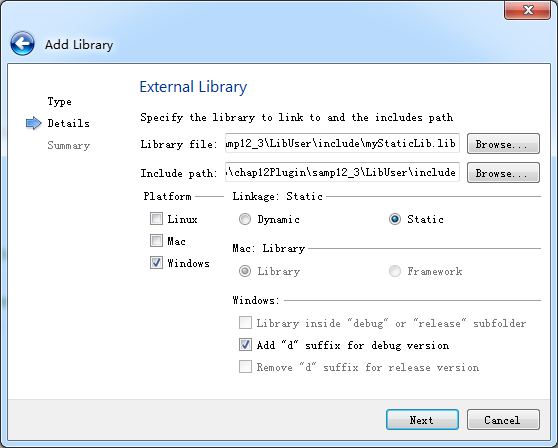 Add Library
External Library
Type
Details
Summary
Specify the library to link to and the includes path
Library file: amp12_3\LibUser\include\myStaticLib.lib Browse...
Include path: o\chap12Plugin\samp12_3\LibUser\include Browse...
Platform
Linux
Mac
Windows
Linkage: Static
Dynamic Static
Mac: Library
Library Framework
Windows:
Library inside "debug" or "release" subfolder
Add "d" suffix for debug version
Remove "d" suffix for release version
Next Cancel